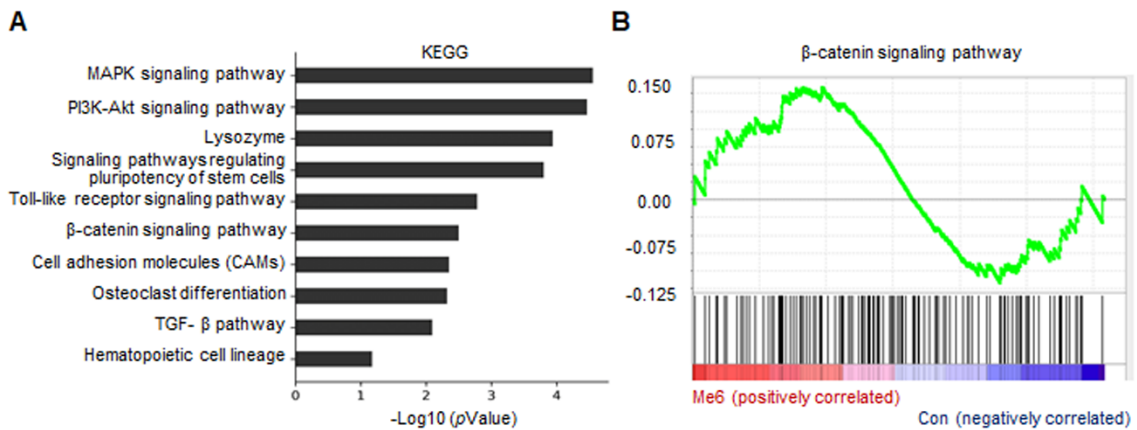 A
KEGG
MAPK signaling pathway
PI3K-Akt signaling pathway
Lysozyme
Signaling pathways regulating
pluripotency of stem cells
Toll-like receptor signaling pathway
β-catenin signaling pathway
Cell adhesion molecules (CAMs)
Osteoclast differentiation
TGF- β pathway
Hematopoietic cell lineage
0 1 2 3 4
-Log10 (pValue)
B
β-catenin signaling pathway
0.150
0.075
0.00
-0.075
-0.125
Me6 (positively correlated)
Con (negatively correlated)